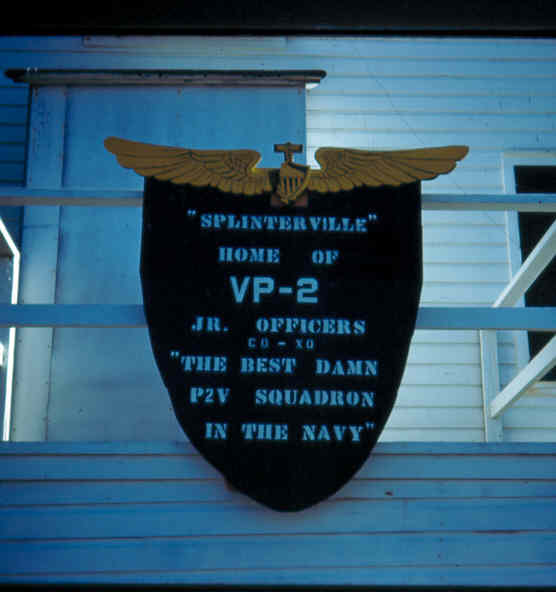 "SPLINTERVILLE"
HOME OF
VP-2
JR. OFFICERS
CO - XO
"THE BEST DAMN
P2V SQUADRON
IN THE NAVY"